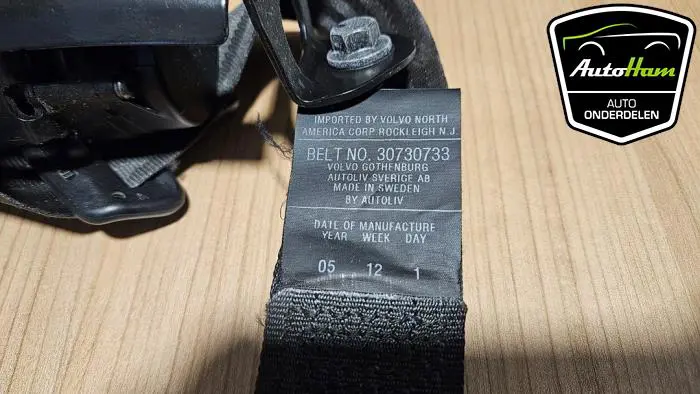 IMPORTED BY VOLVO NORTH
AMERICA CORP. ROCKLEIGH N.J.
BELT NO. 30730733
VOLVO GOTHENBURG
AUTOLIV SVERIGE AB
MADE IN SWEDEN
BY AUTOLIV
DATE OF MANUFACTURE
YEAR WEEK DAY
05 12 1
AutoHam
AUTO
ONDERDELEN